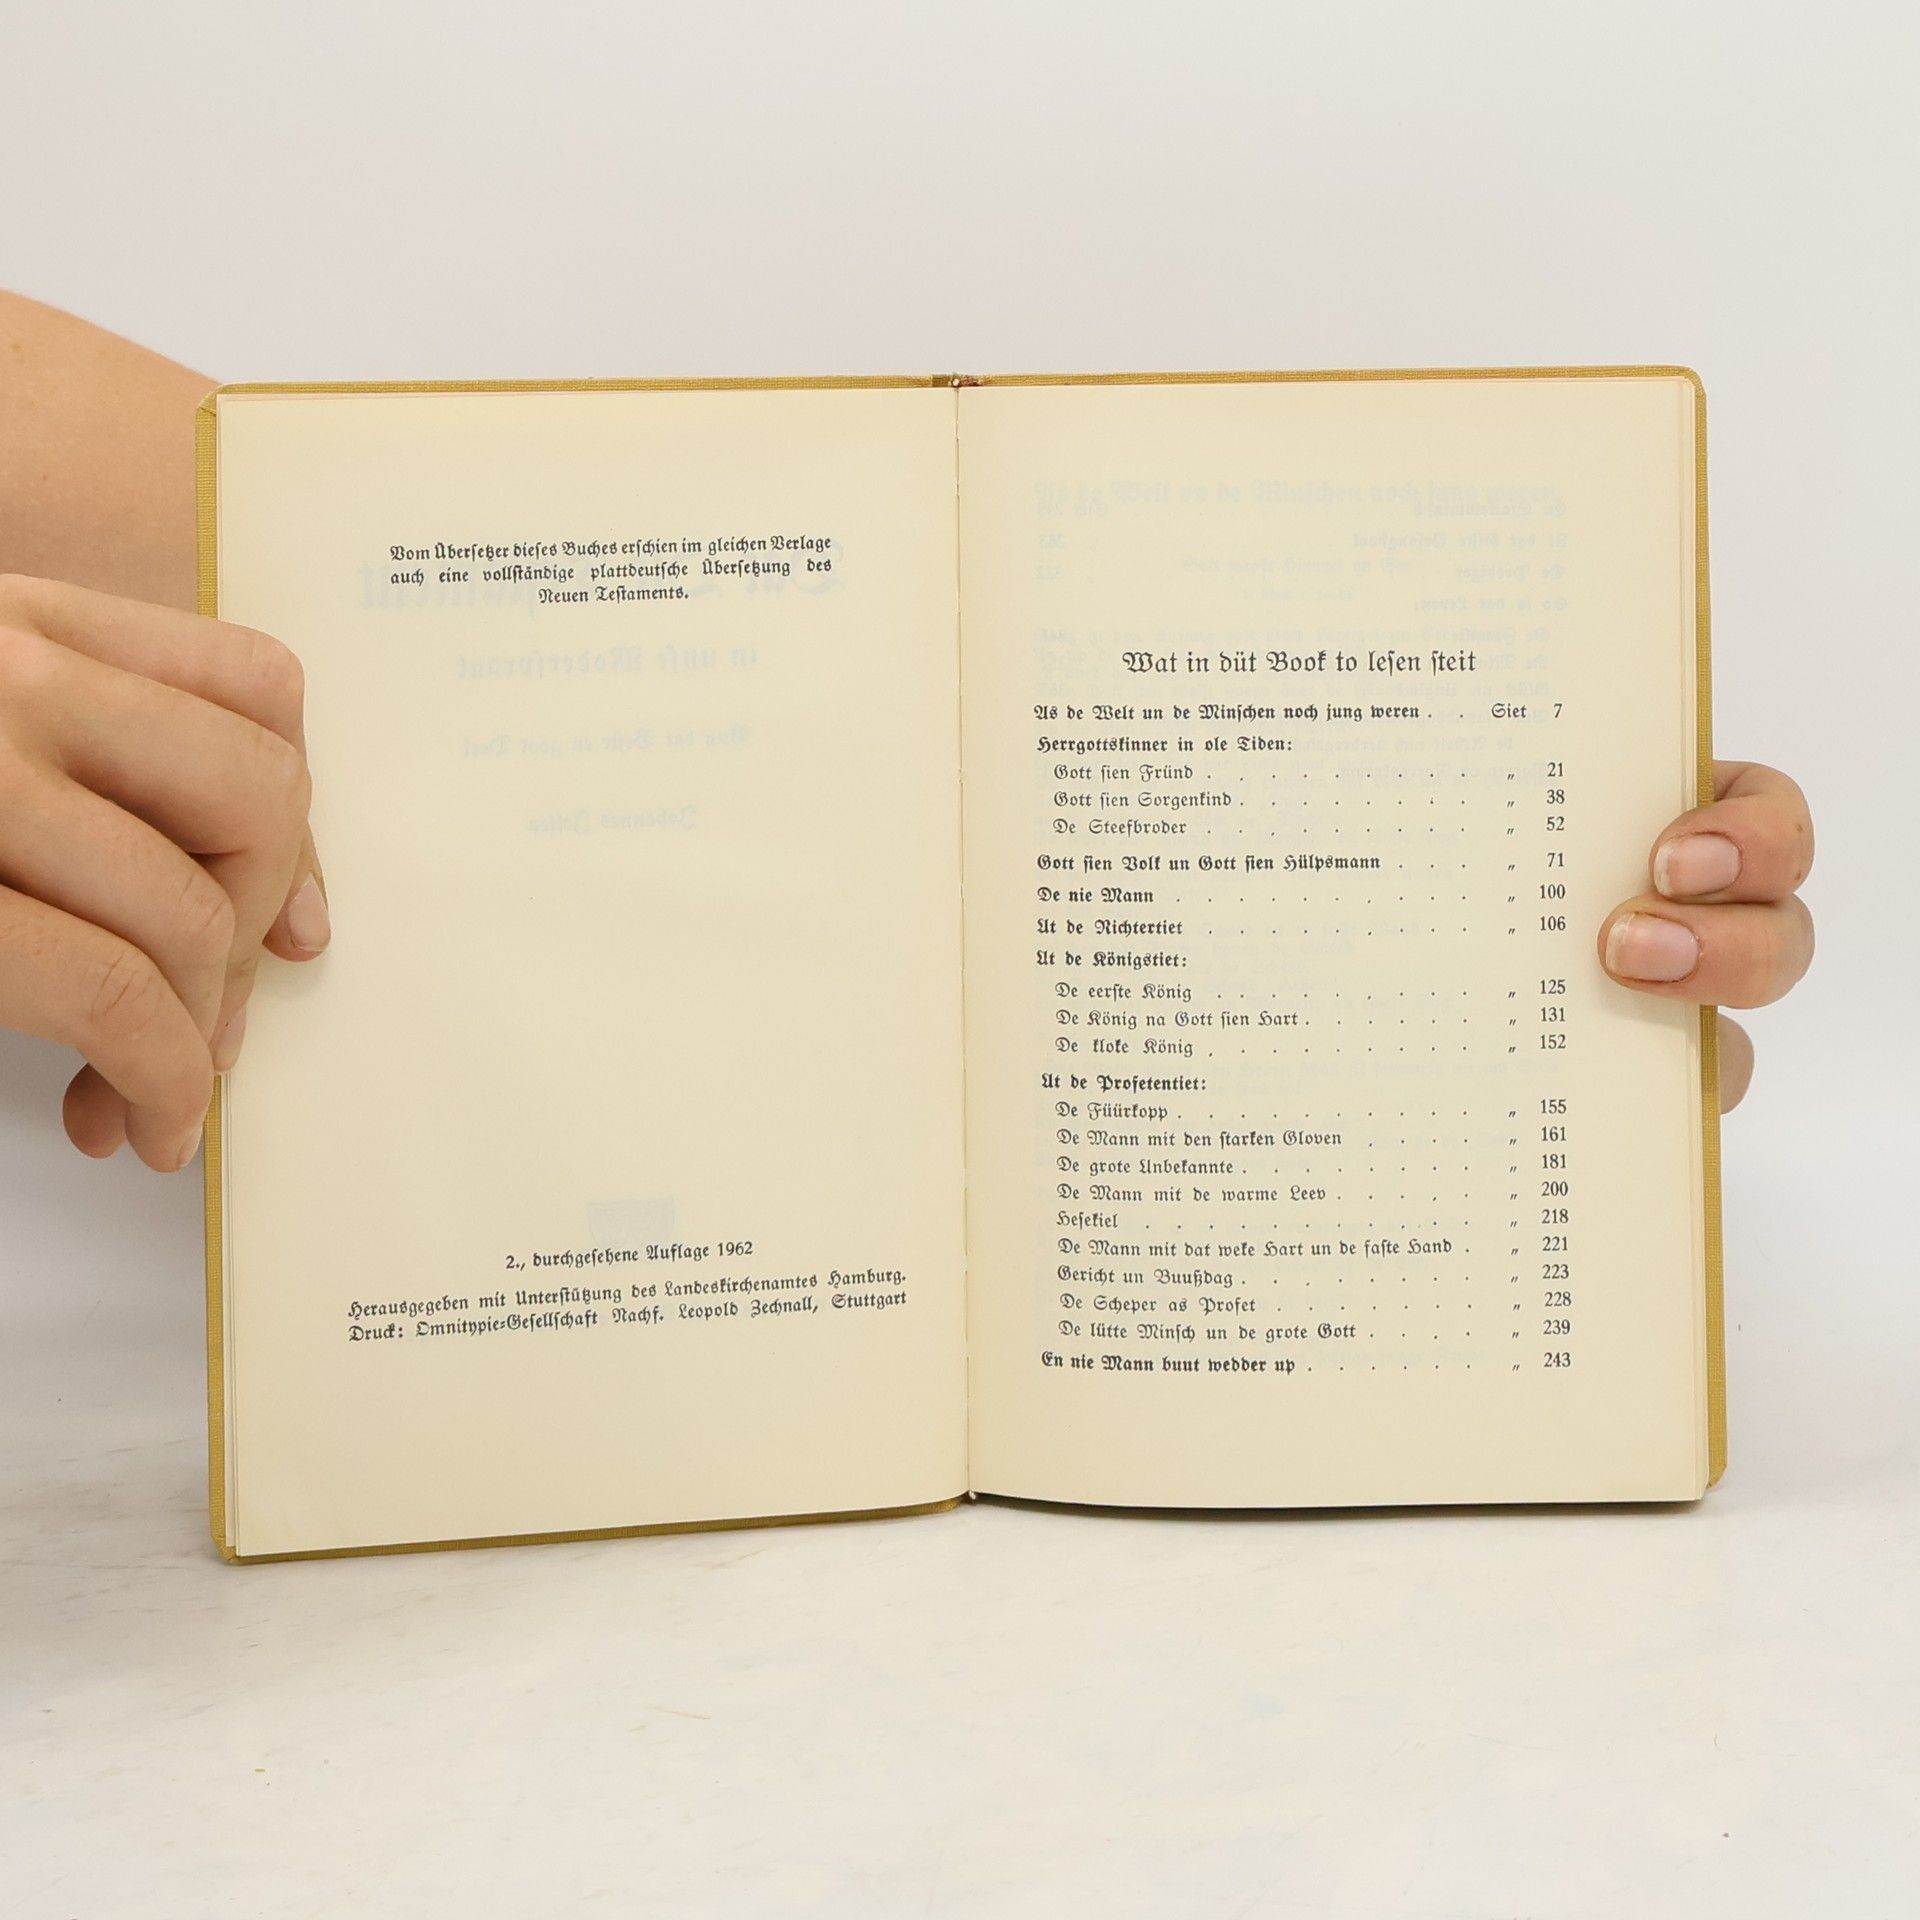 Vom Überſetzer dieſes Buches erſchien im gleichen Verlage
auch eine vollſtändige plattdeutſche Überſetzung des
Neuen Teſtaments.
2., durchgeſehene Auflage 1962
Herausgegeben mit Unterſtützung des Landeskirchenamtes Hamburg.
Druck: Omnitypie-Geſellſchaft Nachf. Leopold Zechnall, Stuttgart
Wat in düt Book to leſen ſteit
As de Welt un de Minſchen noch jung weren . . Siet 7
Herrgottskinner in ole Tiden:
Gott ſien Fründ . . . . . . . . . „ 21
Gott ſien Sorgenkind . . . . . . . . „ 38
De Steefbroder . . . . . . . . . „ 52
Gott ſien Volk un Gott ſien Hülpsmann . . . „ 71
De nie Mann . . . . . . . . . . „ 100
Ut de Richtertiet . . . . . . . . . „ 106
Ut de Königstiet:
De eerſte König . . . . . . . . . „ 125
De König na Gott ſien Hart . . . . . . „ 131
De kloke König . . . . . . . . . „ 152
Ut de Profetentiet:
De Füürkopp . . . . . . . . . . „ 155
De Mann mit den ſtarken Gloven . . . . „ 161
De grote Unbekannte . . . . . . . . „ 181
De Mann mit de warme Leev . . . . . „ 200
Heſekiel . . . . . . . . . . . „ 218
De Mann mit dat weke Hart un de faſte Hand . „ 221
Gericht un Buußdag . . . . . . . . „ 223
De Scheper as Profet . . . . . . . „ 228
De lütte Minſch un de grote Gott . . . . „ 239
En nie Mann buut wedder up . . . . . . „ 243